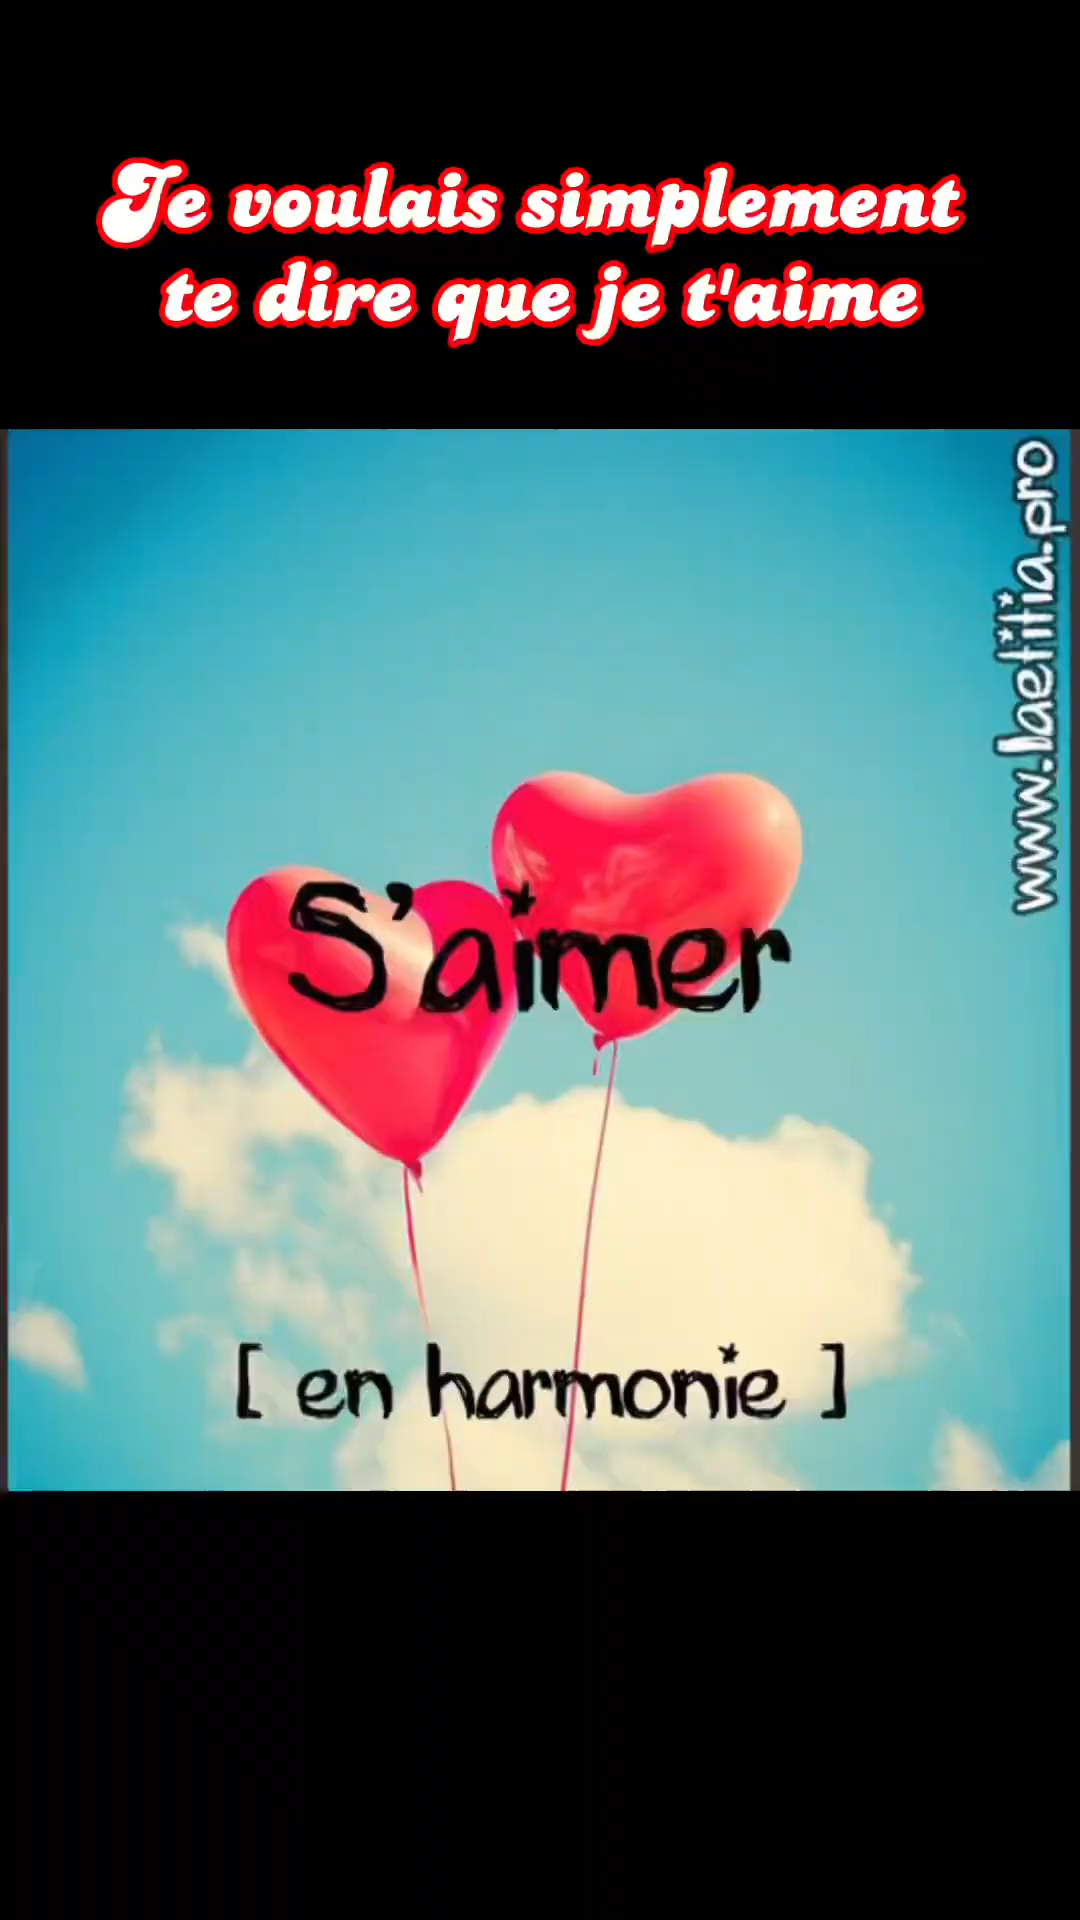 Je voulais simplement
te dire que je t'aime
www.laetitia.pro
S'aimer
[ en harmonie ]